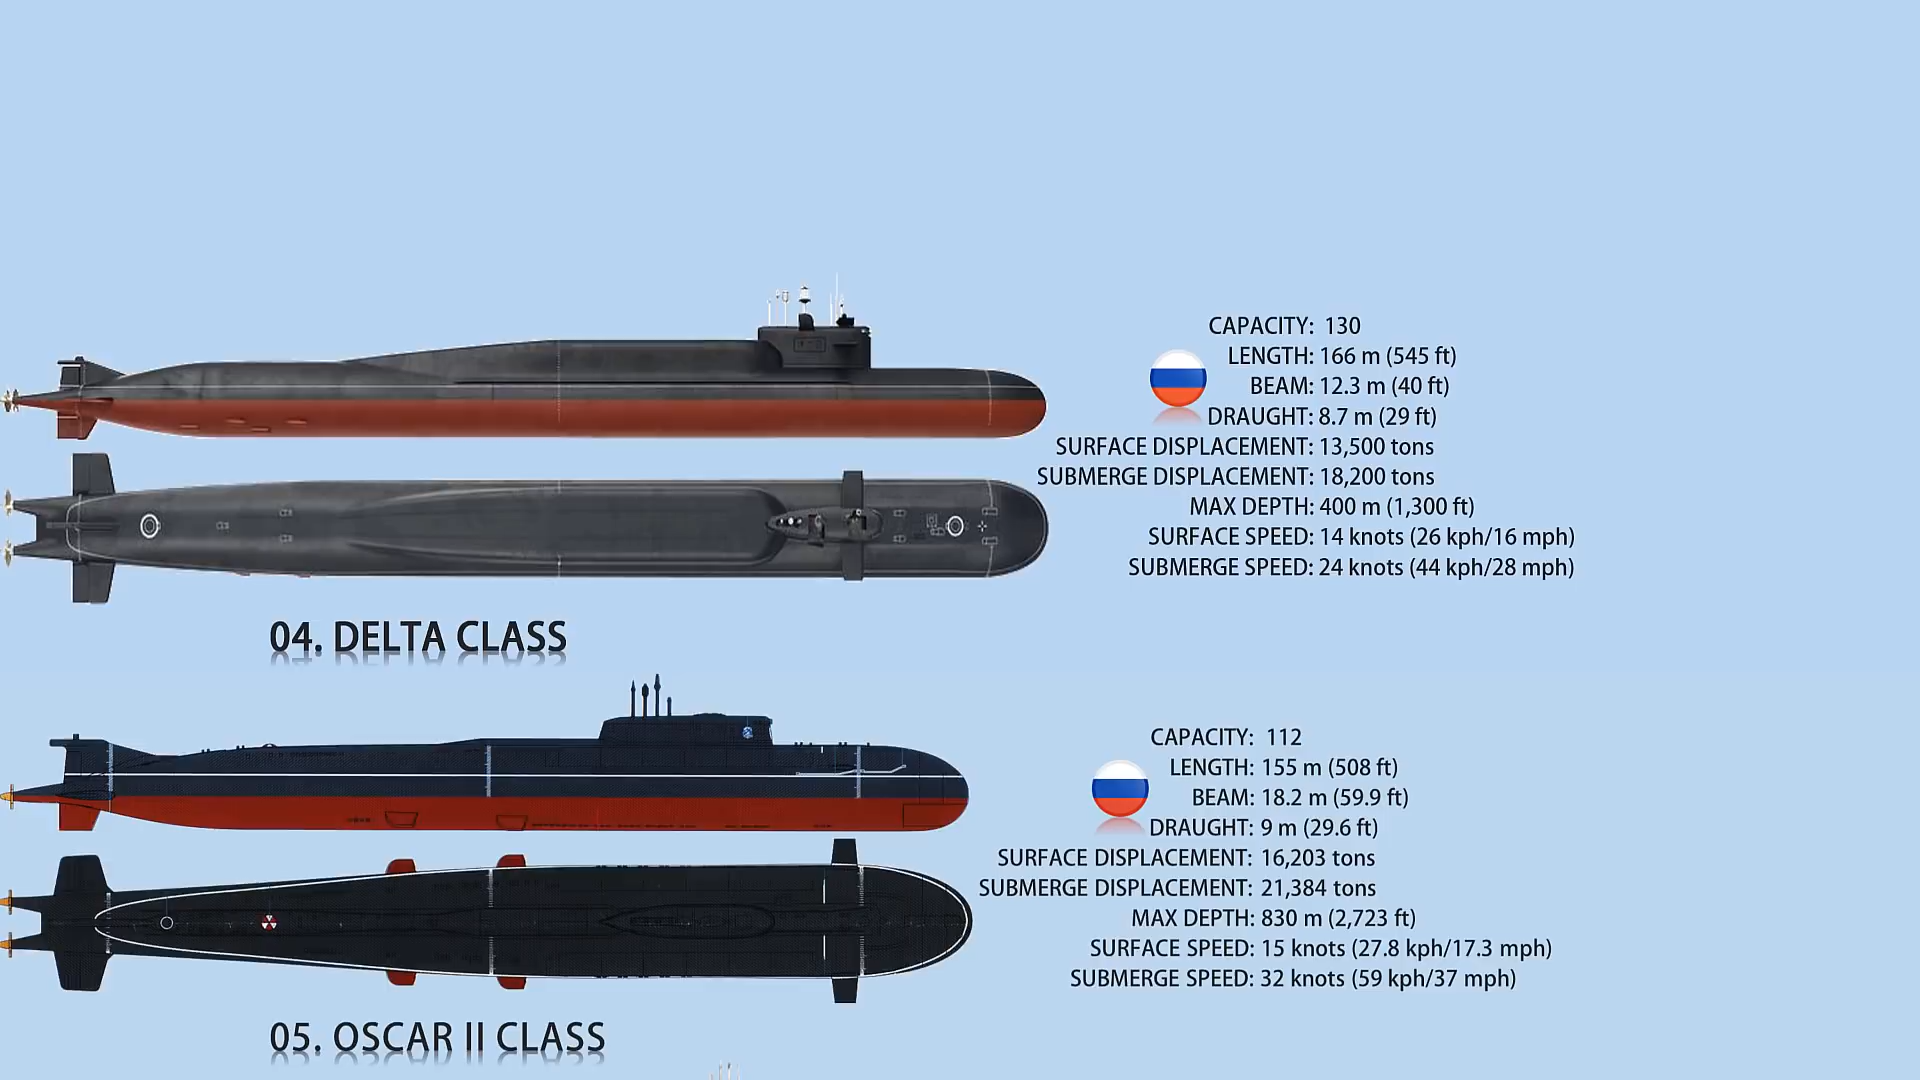 CAPACITY: 130
LENGTH: 166 m (545 ft)
BEAM: 12.3 m (40 ft)
DRAUGHT: 8.7 m (29 ft)
SURFACE DISPLACEMENT: 13,500 tons
SUBMERGE DISPLACEMENT: 18,200 tons
MAX DEPTH: 400 m (1,300 ft)
SURFACE SPEED: 14 knots (26 kph/16 mph)
SUBMERGE SPEED: 24 knots (44 kph/28 mph)
04. DELTA CLASS
CAPACITY: 112
LENGTH: 155 m (508 ft)
BEAM: 18.2 m (59.9 ft)
DRAUGHT: 9 m (29.6 ft)
SURFACE DISPLACEMENT: 16,203 tons
SUBMERGE DISPLACEMENT: 21,384 tons
MAX DEPTH: 830 m (2,723 ft)
SURFACE SPEED: 15 knots (27.8 kph/17.3 mph)
SUBMERGE SPEED: 32 knots (59 kph/37 mph)
05. OSCAR II CLASS